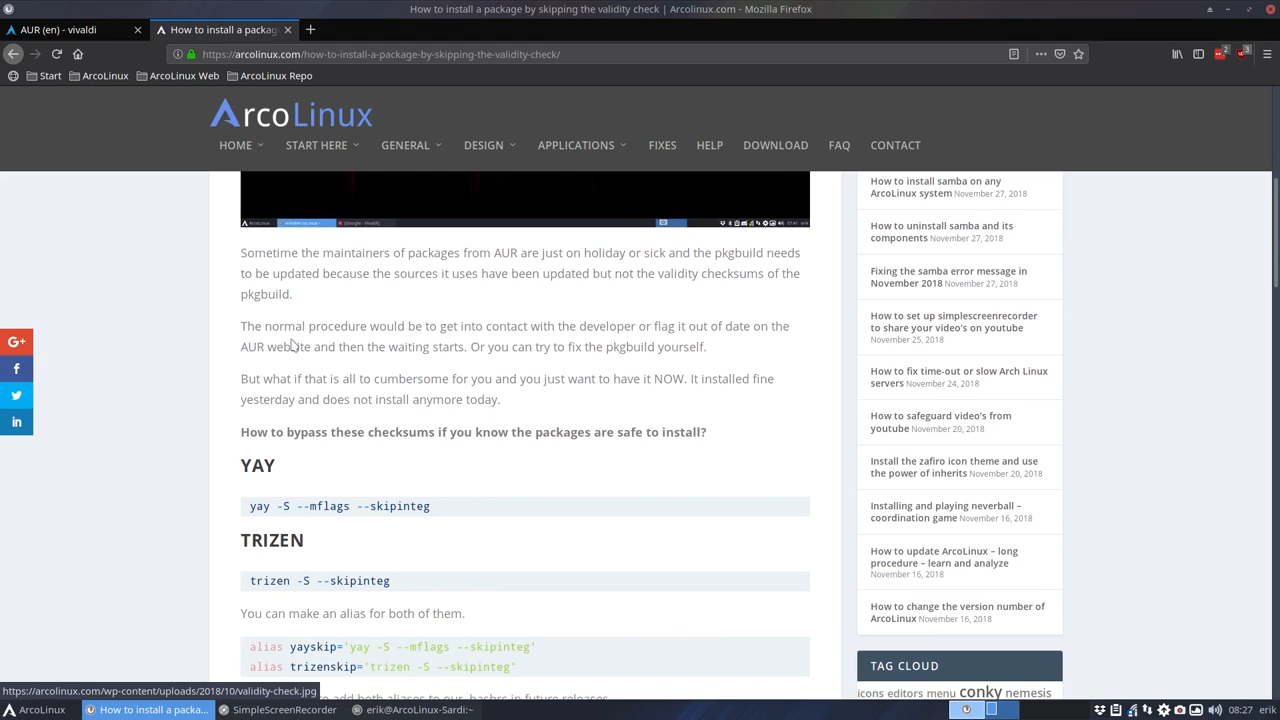 How to install a package by skipping the validity check | Arcolinux.com - Mozilla Firefox
AUR (en) - vivaldi
How to install a packag
https://arcolinux.com/how-to-install-a-package-by-skipping-the-validity-check/
2
3
Start
ArcoLinux
ArcoLinux Web
ArcoLinux Repo
ArcoLinux
HOME
START HERE
GENERAL
DESIGN
APPLICATIONS
FIXES
HELP
DOWNLOAD
FAQ
CONTACT
Sometime the maintainers of packages from AUR are just on holiday or sick and the pkgbuild needs
to be updated because the sources it uses have been updated but not the validity checksums of the
pkgbuild.
The normal procedure would be to get into contact with the developer or flag it out of date on the
AUR website and then the waiting starts. Or you can try to fix the pkgbuild yourself.
But what if that is all to cumbersome for you and you just want to have it NOW. It installed fine
yesterday and does not install anymore today.
How to bypass these checksums if you know the packages are safe to install?
YAY
yay -S --mflags --skipinteg
TRIZEN
trizen -S --skipinteg
You can make an alias for both of them.
alias yayskip='yay -S --mflags --skipinteg'
alias trizenskip='trizen -S --skipinteg'
add both aliases to our .bashrc in future releases
How to install samba on any
ArcoLinux system November 27, 2018
How to uninstall samba and its
components November 27, 2018
Fixing the samba error message in
November 2018 November 27, 2018
How to set up simplescreenrecorder
to share your video's on youtube
November 25, 2018
How to fix time-out or slow Arch Linux
servers November 24, 2018
How to safeguard video's from
youtube November 20, 2018
Install the zafiro icon theme and use
the power of inherits November 20, 2018
Installing and playing neverball –
coordination game November 16, 2018
How to update ArcoLinux – long
procedure – learn and analyze
November 16, 2018
How to change the version number of
ArcoLinux November 16, 2018
TAG CLOUD
icons editors menu conky nemesis
G+
f
in
https://arcolinux.com/wp-content/uploads/2018/10/validity-check.jpg
ArcoLinux
How to install a packa...
SimpleScreenRecorder
erik@ArcoLinux-Sardi:~
08:27
erik